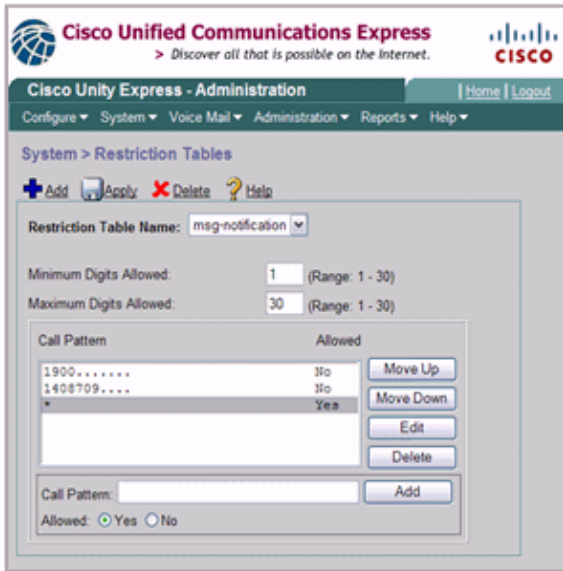 Cisco Unified Communications Express
> Discover all that is possible on the Internet.
CISCO
Cisco Unity Express - Administration
| Home | Logout
Configure System Voice Mail Administration Reports Help
System > Restriction Tables
Add Apply Delete Help
Restriction Table Name: msg-notification
Minimum Digits Allowed: 1 (Range: 1 - 30)
Maximum Digits Allowed: 30 (Range: 1 - 30)
Call Pattern Allowed
1900....... No
1408709.... No
* Yes
Move Up
Move Down
Edit
Delete
Call Pattern: Add
Allowed: Yes No